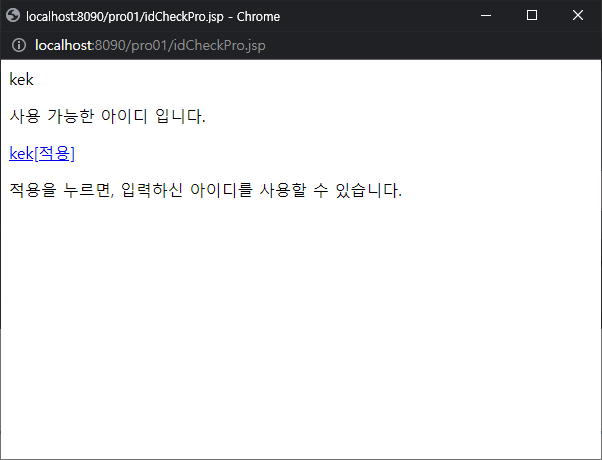 localhost:8090/pro01/idCheckPro.jsp - Chrome
localhost:8090/pro01/idCheckPro.jsp
kek
사용 가능한 아이디 입니다.
kek[적용]
적용을 누르면, 입력하신 아이디를 사용할 수 있습니다.